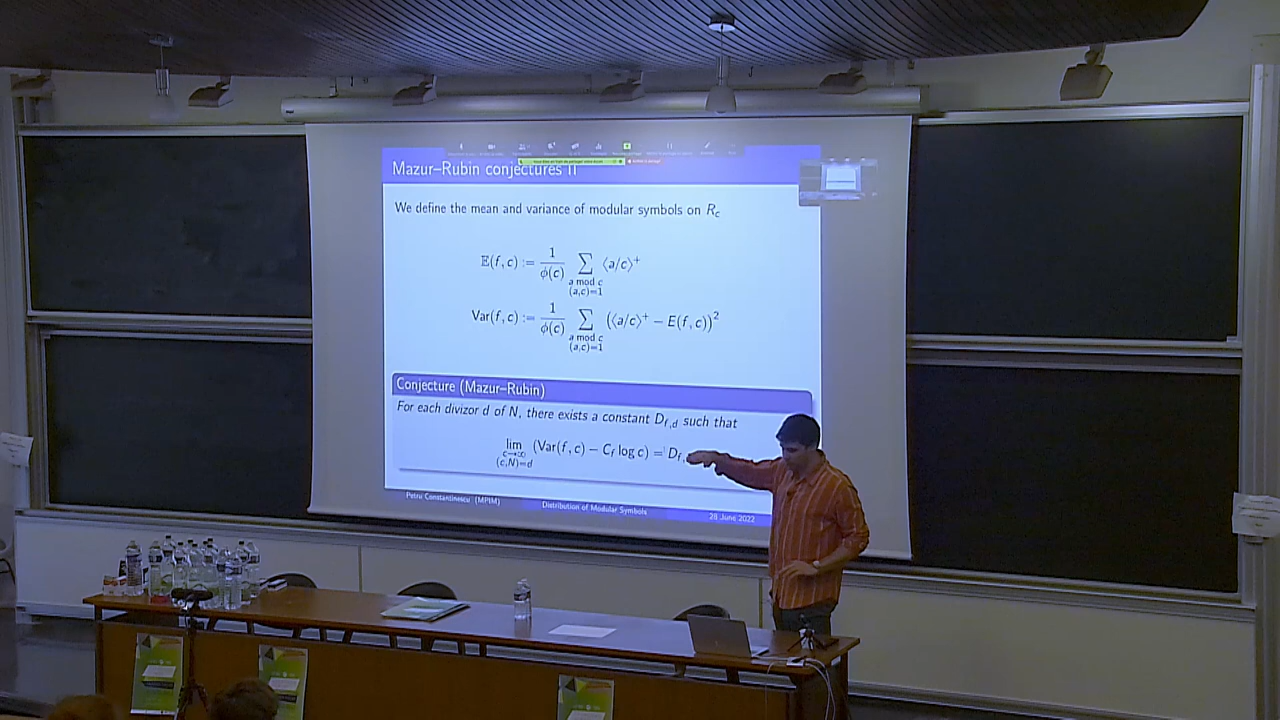 Mazur–Rubin conjectures II
We define the mean and variance of modular symbols on R_c
𝔼(f, c) := 1/ϕ(c) ∑_{a mod c, (a,c)=1} ⟨a/c⟩⁺
Var(f, c) := 1/ϕ(c) ∑_{a mod c, (a,c)=1} (⟨a/c⟩⁺ − E(f, c))²
Conjecture (Mazur–Rubin)
For each divizor d of N, there exists a constant D_{f,d} such that
lim_{c→∞, (c,N)=d} (Var(f, c) − C_f log c) = D_f,
Petru Constantinescu (MPIM) Distribution of Modular Symbols 28 June 2022